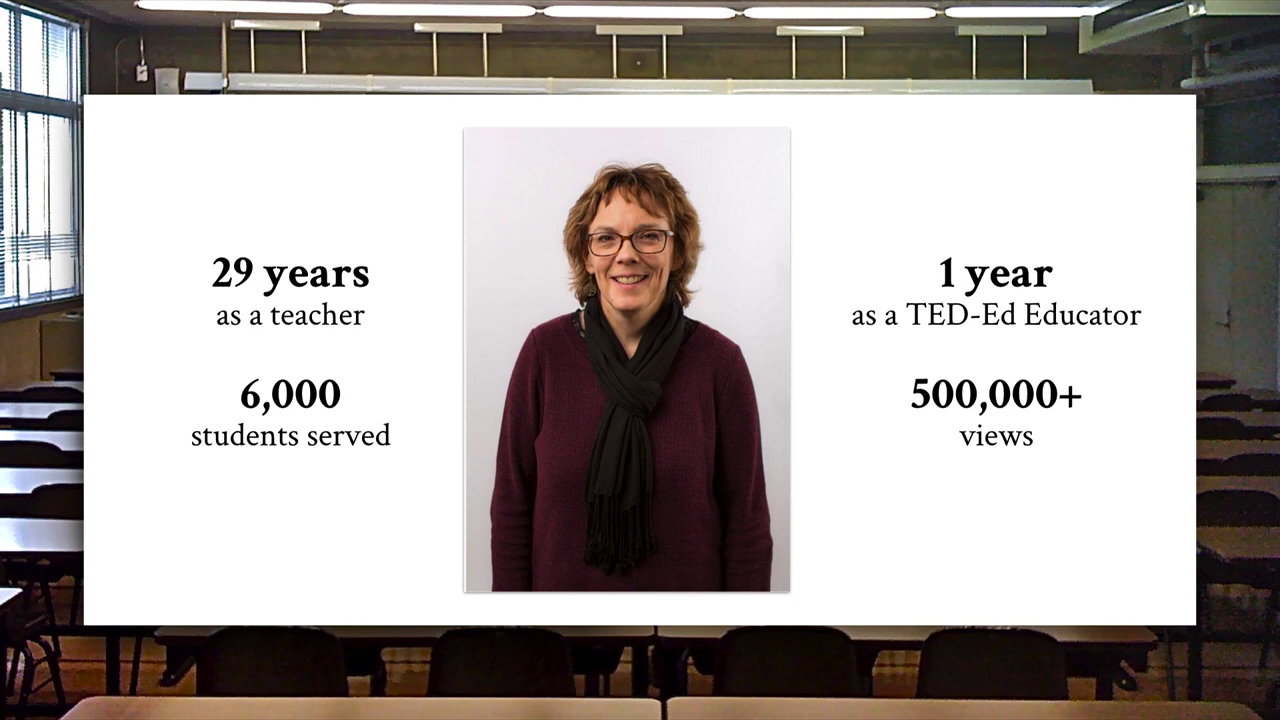 29 years
as a teacher
6,000
students served
1 year
as a TED-Ed Educator
500,000+
views